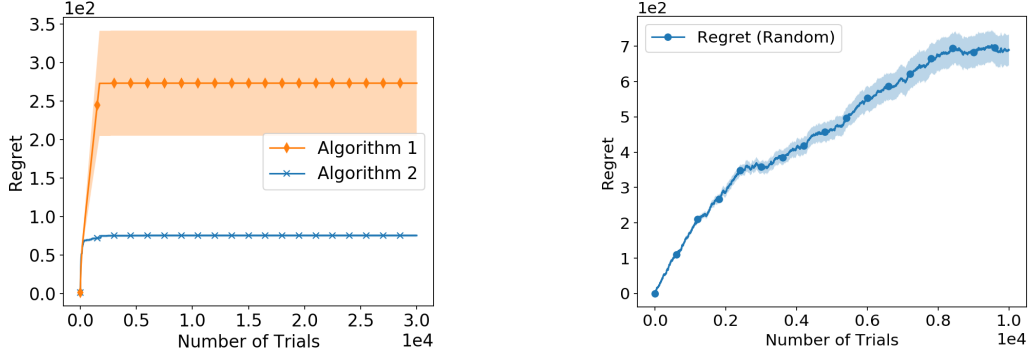 1e2
3.5
3.0
2.5
2.0
1.5
1.0
0.5
0.0
Regret
Algorithm 1
Algorithm 2
0.0 0.5 1.0 1.5 2.0 2.5 3.0
1e4
Number of Trials
1e2
7
6
5
4
3
2
1
0
Regret
Regret (Random)
0.0 0.2 0.4 0.6 0.8 1.0
1e4
Number of Trials